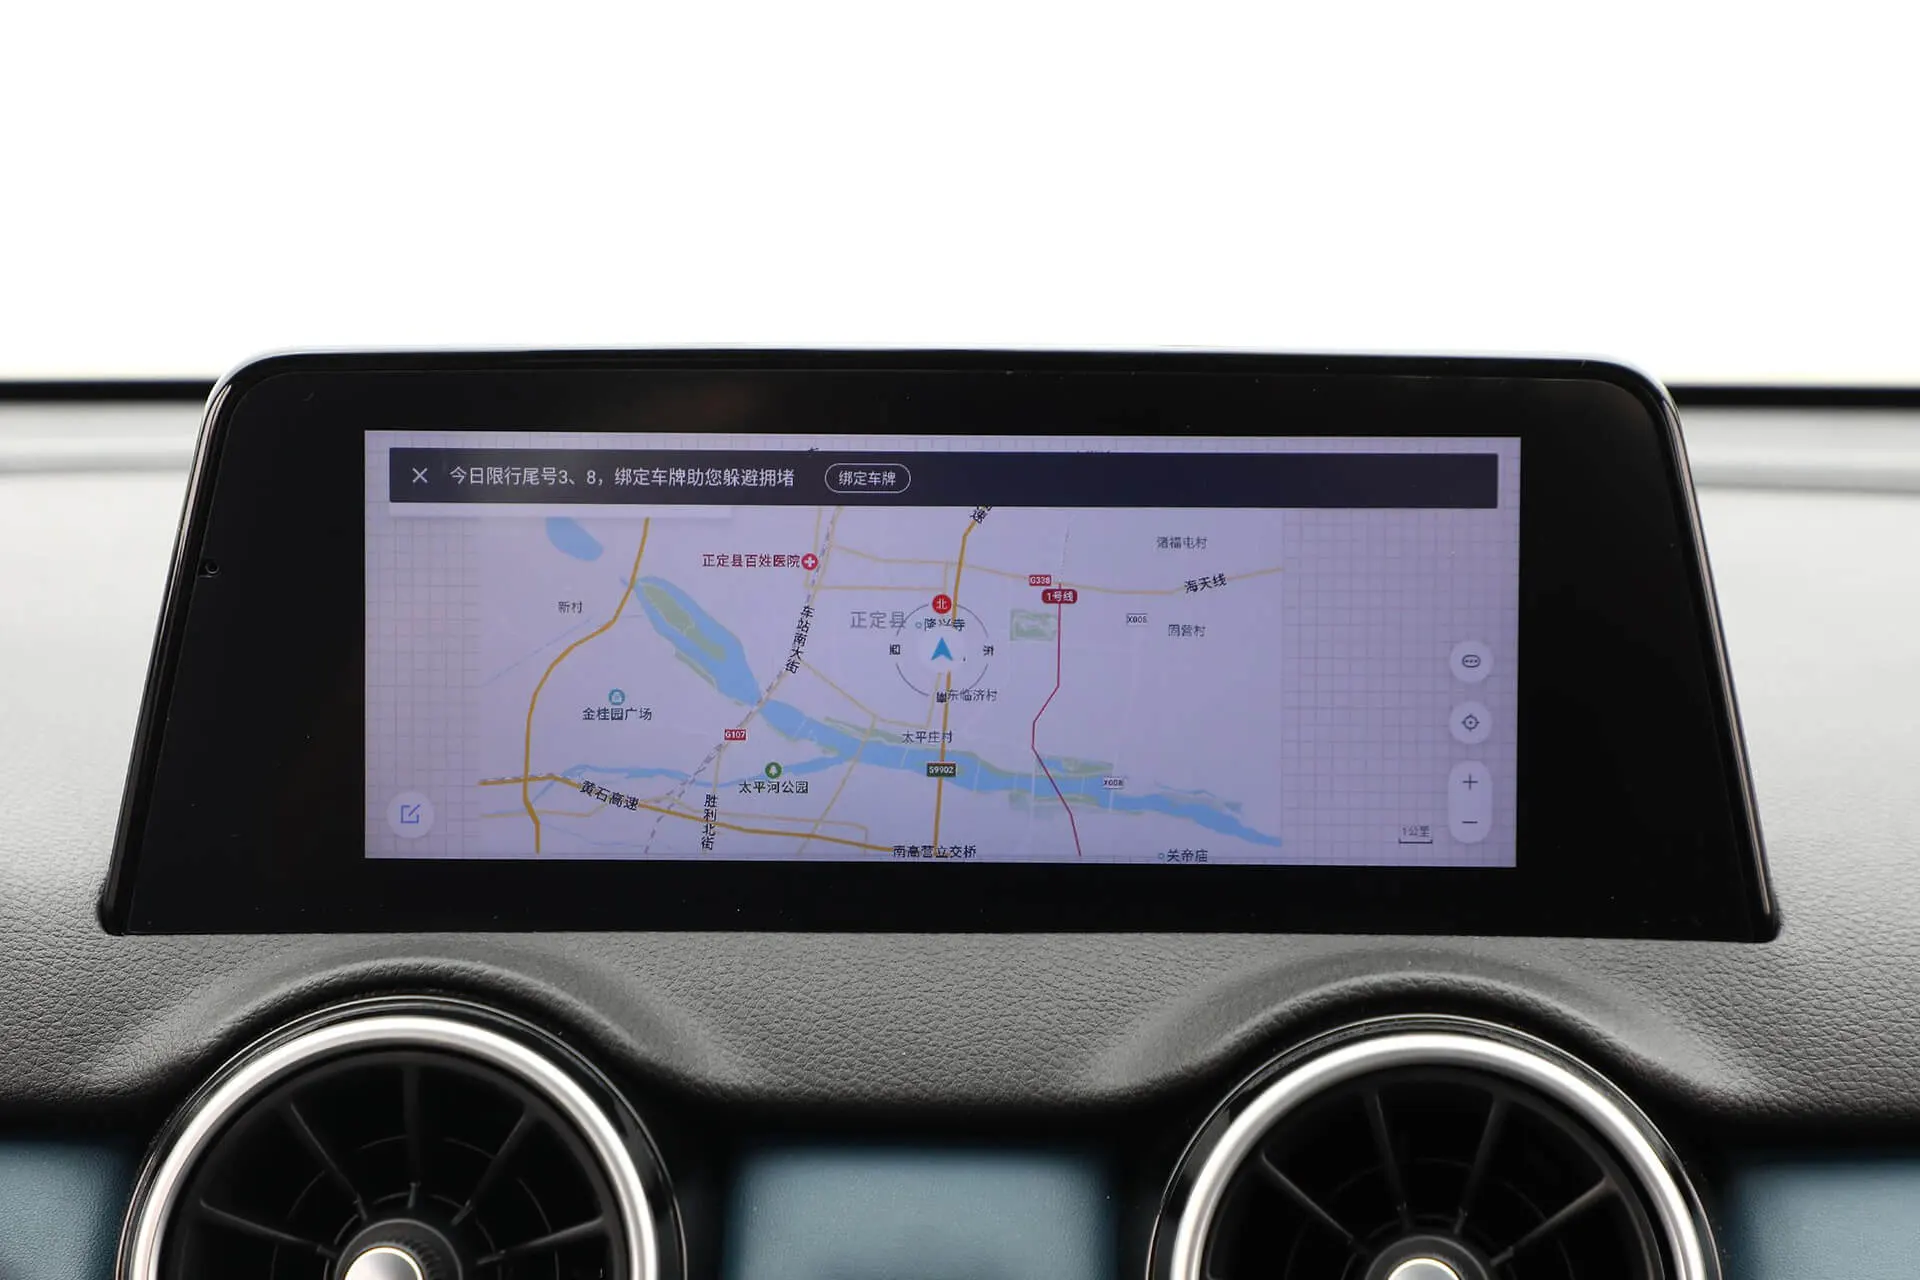 今日限行尾号3、8，绑定车牌助您躲避拥堵
绑定车牌
诸福屯村
正定县百姓医院
G338
海天线
1号线
新村
北
车站南大街
正定县
隆兴寺
X005
固营村
西
东
南
东临济村
金桂园广场
G107
太平庄村
S9902
太平河公园
X008
黄石高速
胜利北街
1公里
南高营立交桥
关帝庙